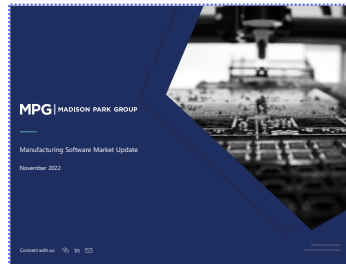 MPG | MADISON PARK GROUP
Manufacturing Software Market Update
November 2022
Connect with us